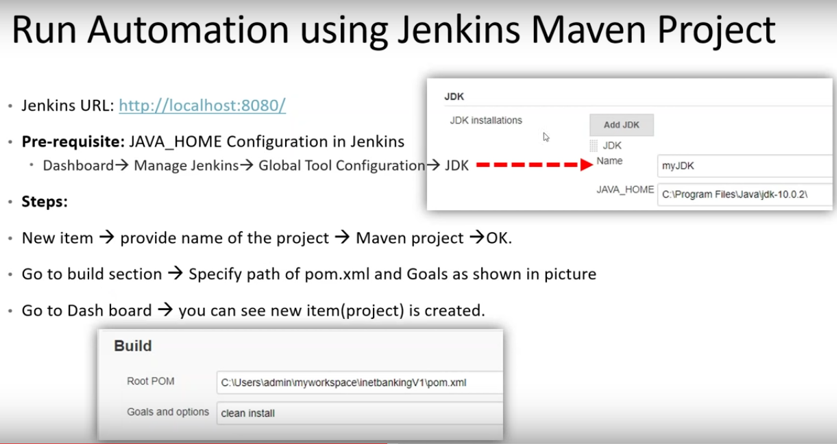 Run Automation using Jenkins Maven Project
• Jenkins URL: http://localhost:8080/
• Pre-requisite: JAVA_HOME Configuration in Jenkins
• Dashboard→ Manage Jenkins→ Global Tool Configuration→ JDK
JDK
JDK installations
Add JDK
JDK
Name myJDK
JAVA_HOME C:\Program Files\Java\jdk-10.0.2\
• Steps:
• New item → provide name of the project → Maven project →OK.
• Go to build section → Specify path of pom.xml and Goals as shown in picture
• Go to Dash board → you can see new item(project) is created.
Build
Root POM C:\Users\admin\myworkspace\inetbankingV1\pom.xml
Goals and options clean install